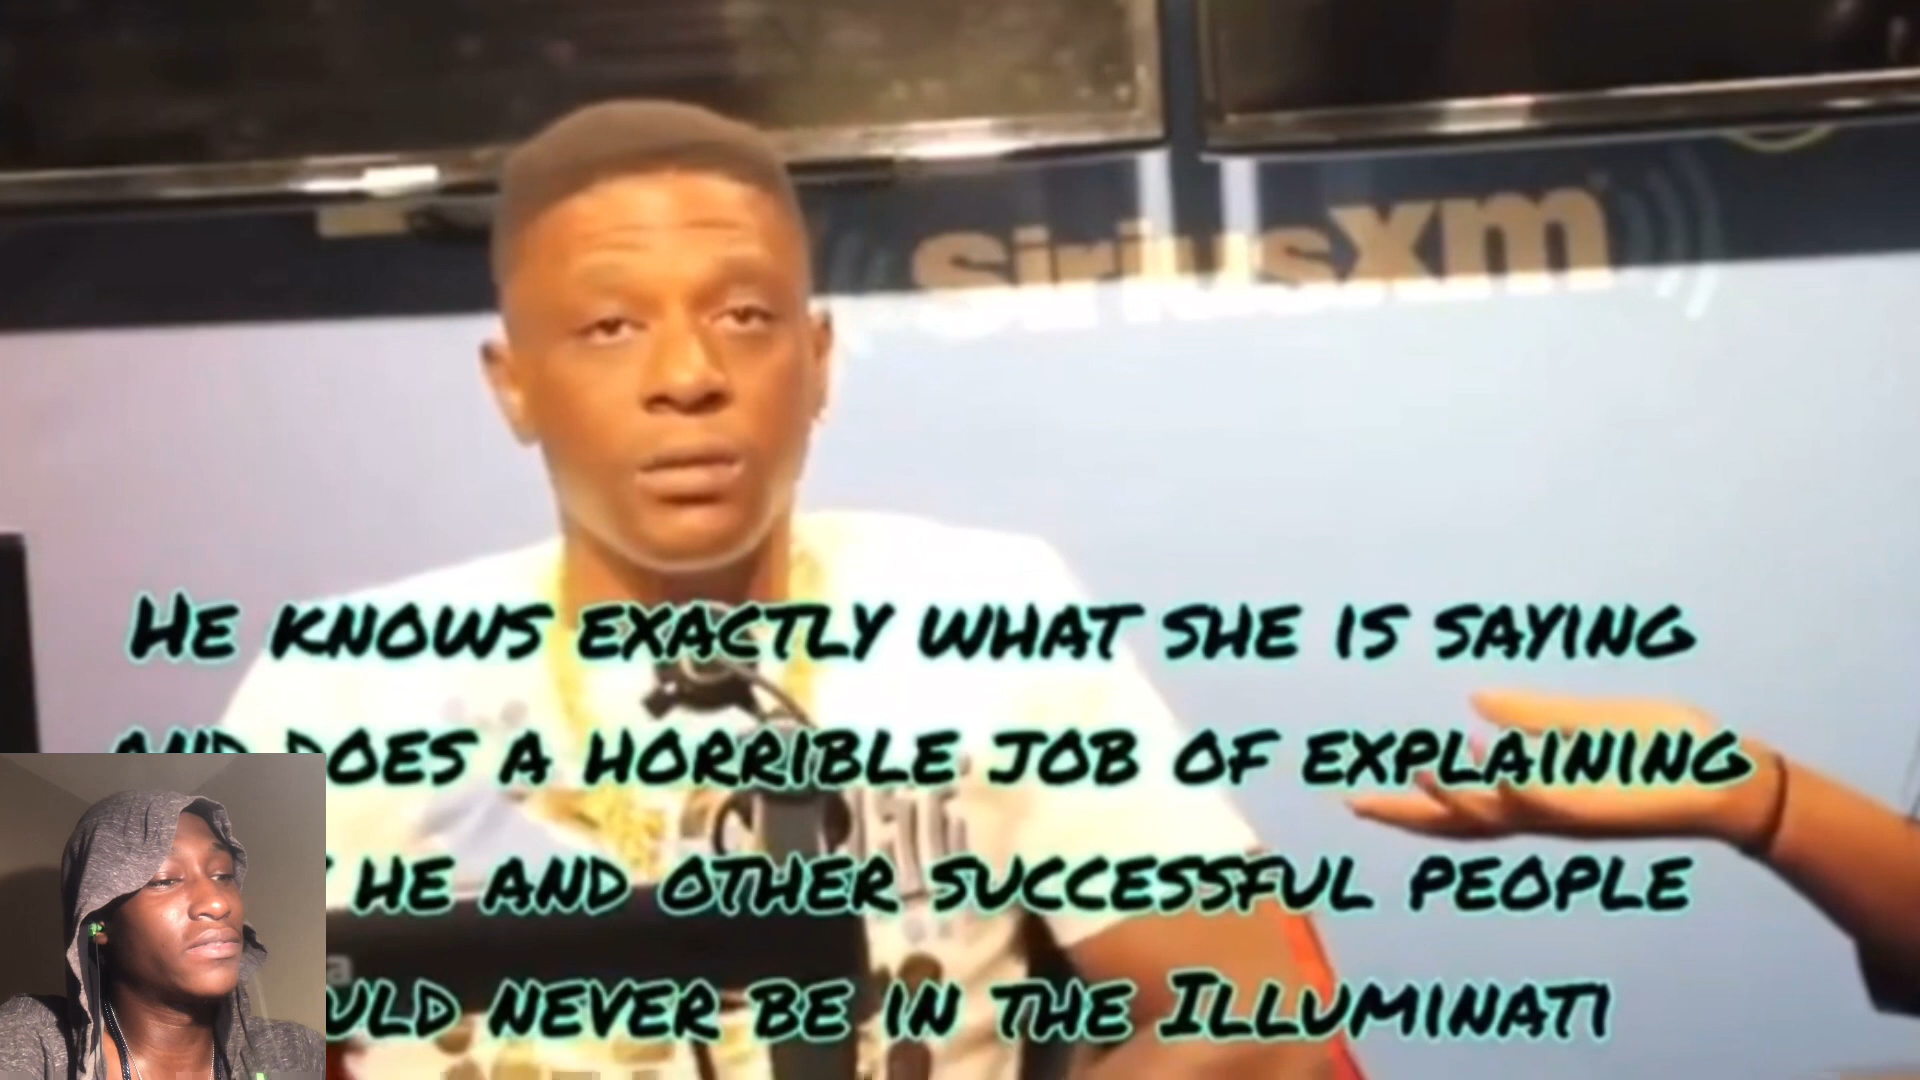 SiriusXm
He knows exactly what she is saying
and does a horrible job of explaining
he and other successful people
never be in the Illuminati